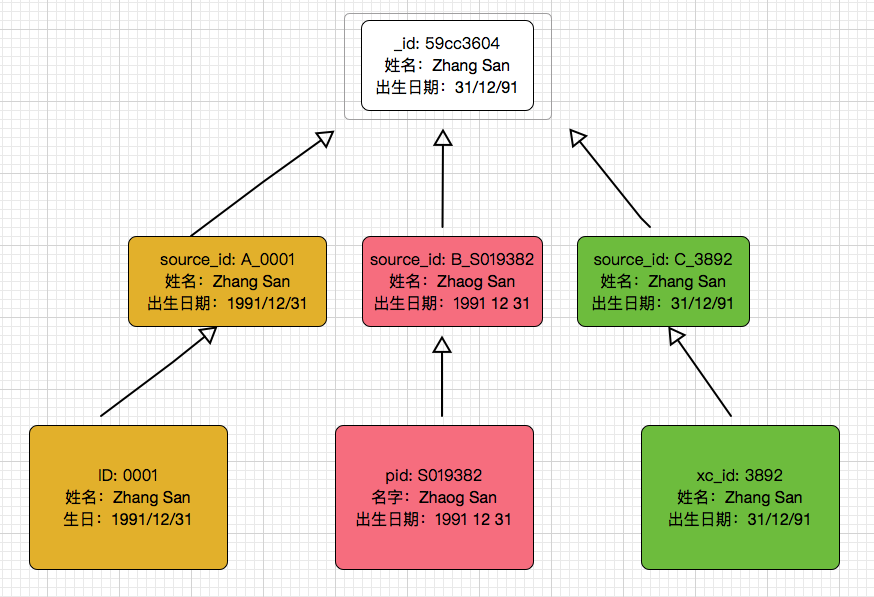 _id: 59cc3604
姓名：Zhang San
出生日期：31/12/91
source_id: A_0001
姓名：Zhang San
出生日期：1991/12/31
source_id: B_S019382
姓名：Zhaog San
出生日期：1991 12 31
source_id: C_3892
姓名：Zhang San
出生日期：31/12/91
ID: 0001
姓名：Zhang San
生日：1991/12/31
pid: S019382
名字：Zhaog San
出生日期：1991 12 31
xc_id: 3892
姓名：Zhang San
出生日期：31/12/91